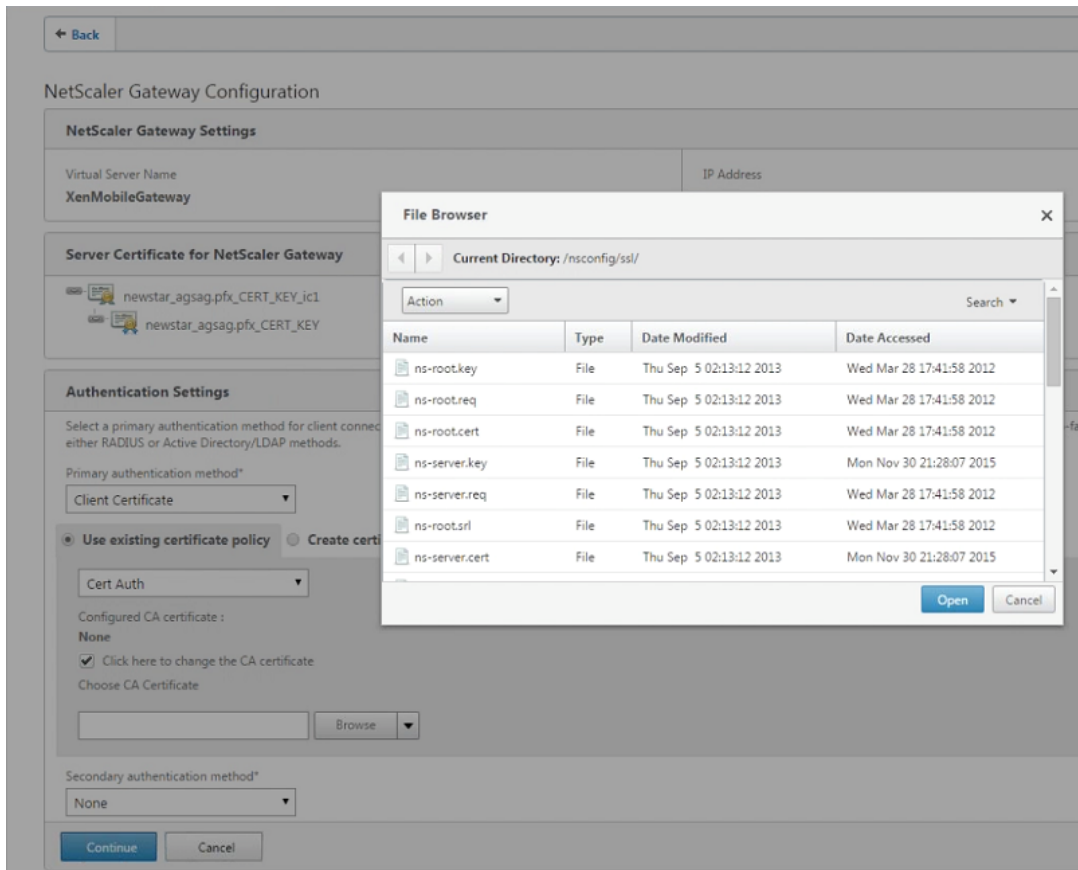 Back
NetScaler Gateway Configuration
NetScaler Gateway Settings
Virtual Server Name
XenMobileGateway
IP Address
Server Certificate for NetScaler Gateway
newstar_agsag.pfx_CERT_KEY_ic1
newstar_agsag.pfx_CERT_KEY
Authentication Settings
Select a primary authentication method for client connec
either RADIUS or Active Directory/LDAP methods.
-fa
Primary authentication method*
Client Certificate
Use existing certificate policy Create certi
Cert Auth
Configured CA certificate :
None
Click here to change the CA certificate
Choose CA Certificate
Browse
Secondary authentication method*
None
Continue Cancel
File Browser
Current Directory: /nsconfig/ssl/
Action Search
Name Type Date Modified Date Accessed
ns-root.key File Thu Sep 5 02:13:12 2013 Wed Mar 28 17:41:58 2012
ns-root.req File Thu Sep 5 02:13:12 2013 Wed Mar 28 17:41:58 2012
ns-root.cert File Thu Sep 5 02:13:12 2013 Wed Mar 28 17:41:58 2012
ns-server.key File Thu Sep 5 02:13:12 2013 Mon Nov 30 21:28:07 2015
ns-server.req File Thu Sep 5 02:13:12 2013 Wed Mar 28 17:41:58 2012
ns-root.srl File Thu Sep 5 02:13:12 2013 Wed Mar 28 17:41:58 2012
ns-server.cert File Thu Sep 5 02:13:12 2013 Mon Nov 30 21:28:07 2015
Open Cancel